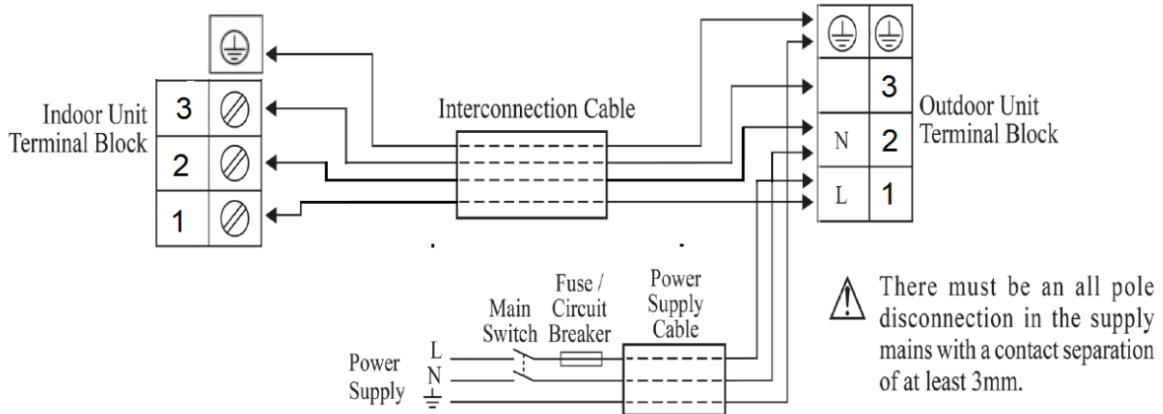 Indoor Unit
Terminal Block
3
2
1
Interconnection Cable
3
N 2
L 1
Outdoor Unit
Terminal Block
Power
Supply
L
N
Main
Switch
Fuse /
Circuit
Breaker
Power
Supply
Cable
There must be an all pole
disconnection in the supply
mains with a contact separation
of at least 3mm.